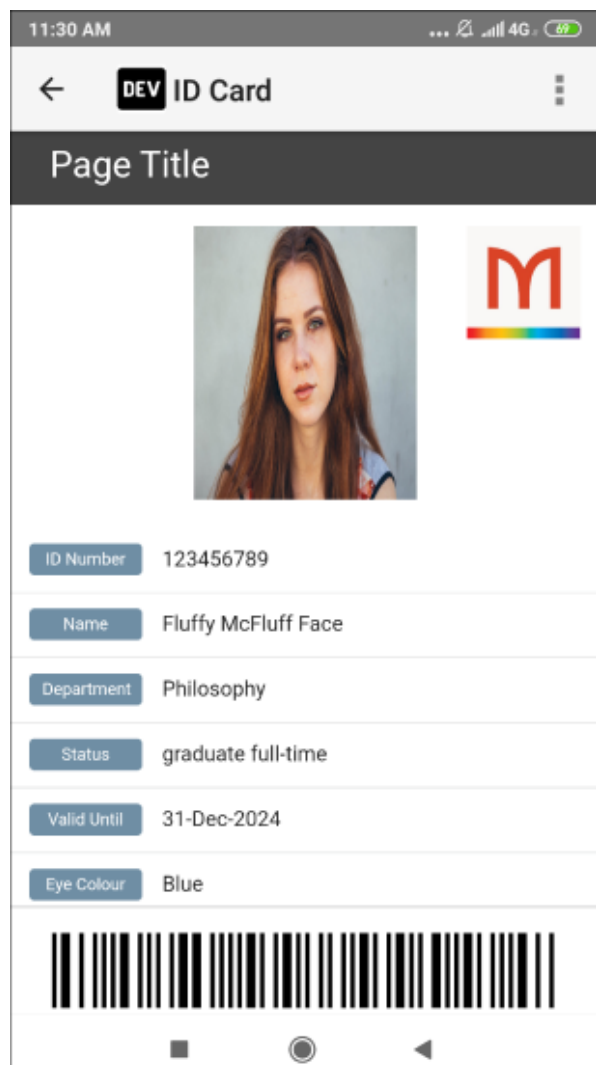 11:30 AM
4G 69
DEV ID Card
Page Title
M
ID Number 123456789
Name Fluffy McFluff Face
Department Philosophy
Status graduate full-time
Valid Until 31-Dec-2024
Eye Colour Blue